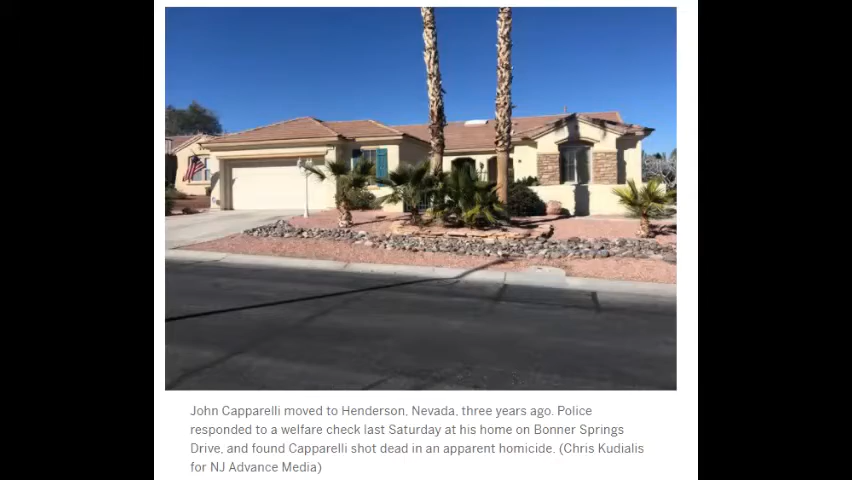 John Capparelli moved to Henderson, Nevada, three years ago. Police
responded to a welfare check last Saturday at his home on Bonner Springs
Drive, and found Capparelli shot dead in an apparent homicide. (Chris Kudialis
for NJ Advance Media)